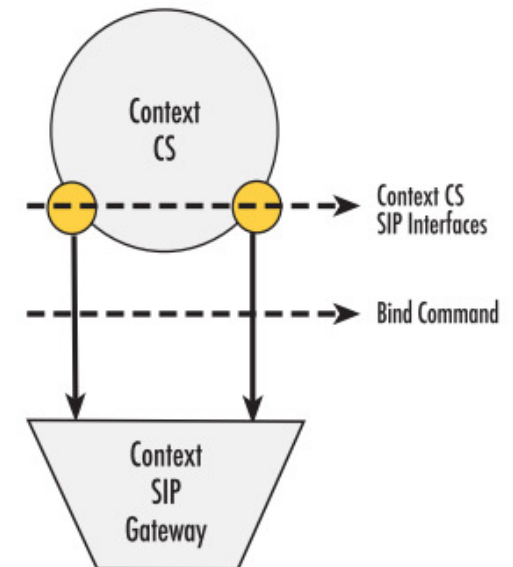 Context
CS
Context CS
SIP Interfaces
Bind Command
Context
SIP
Gateway